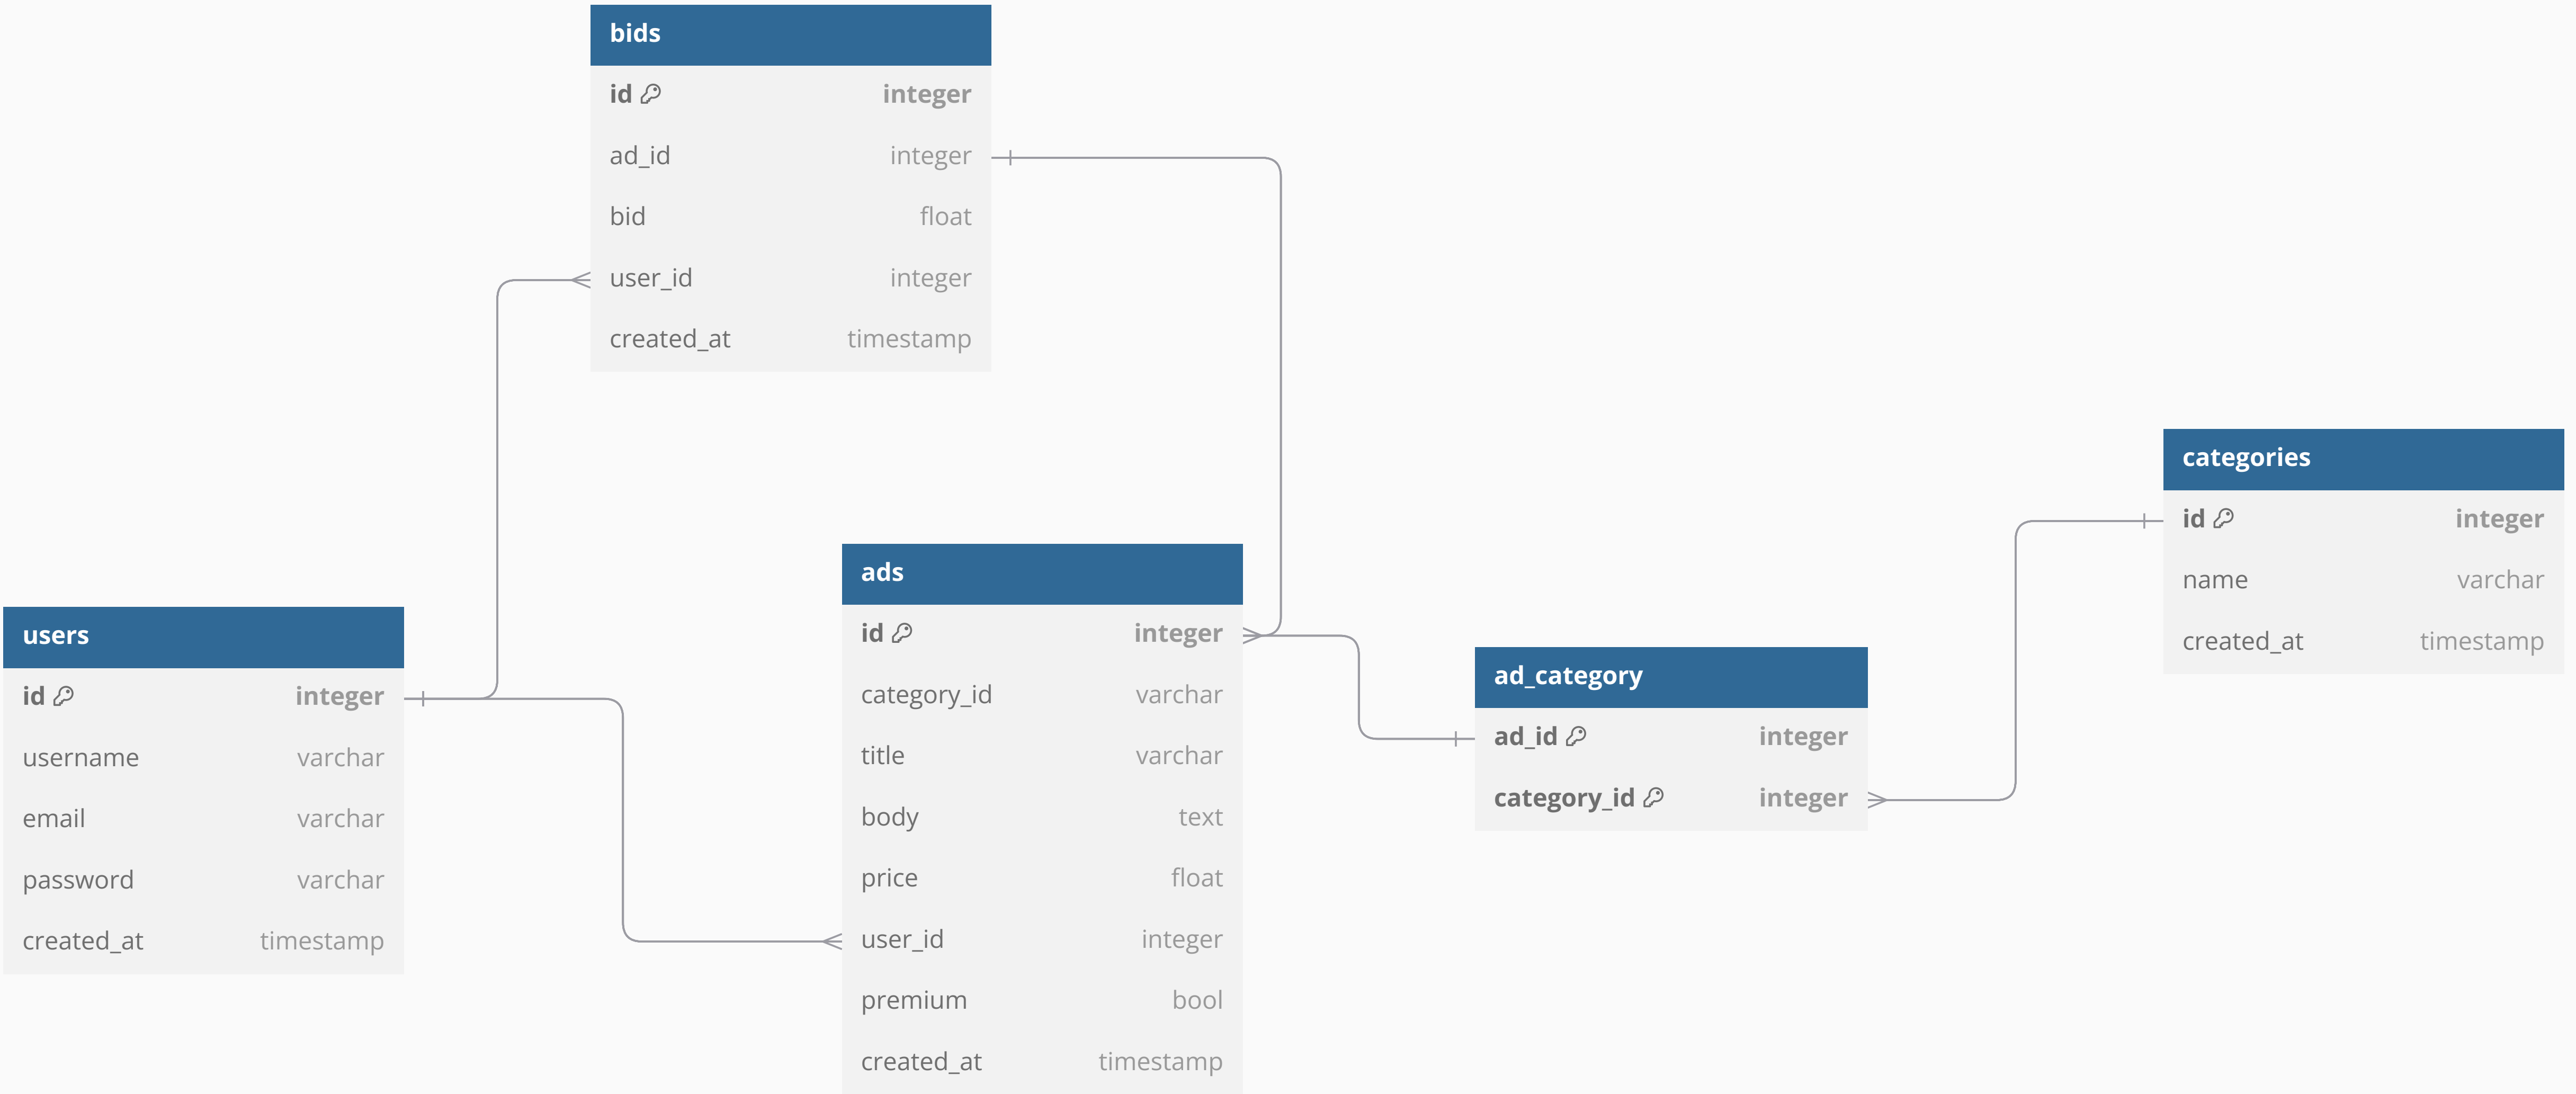 bids
id integer
ad_id integer
bid float
user_id integer
created_at timestamp
users
id integer
username varchar
email varchar
password varchar
created_at timestamp
ads
id integer
category_id varchar
title varchar
body text
price float
user_id integer
premium bool
created_at timestamp
ad_category
ad_id integer
category_id integer
categories
id integer
name varchar
created_at timestamp